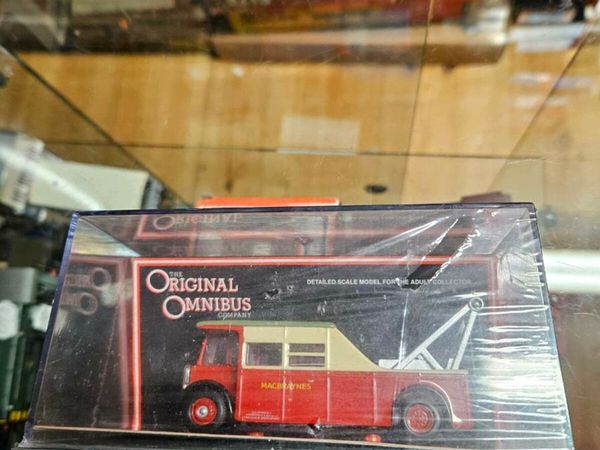 THE
ORIGINAL
OMNIBUS
COMPANY
DETAILED SCALE MODEL FOR THE ADULT COLLECTOR
MACBRAYNES